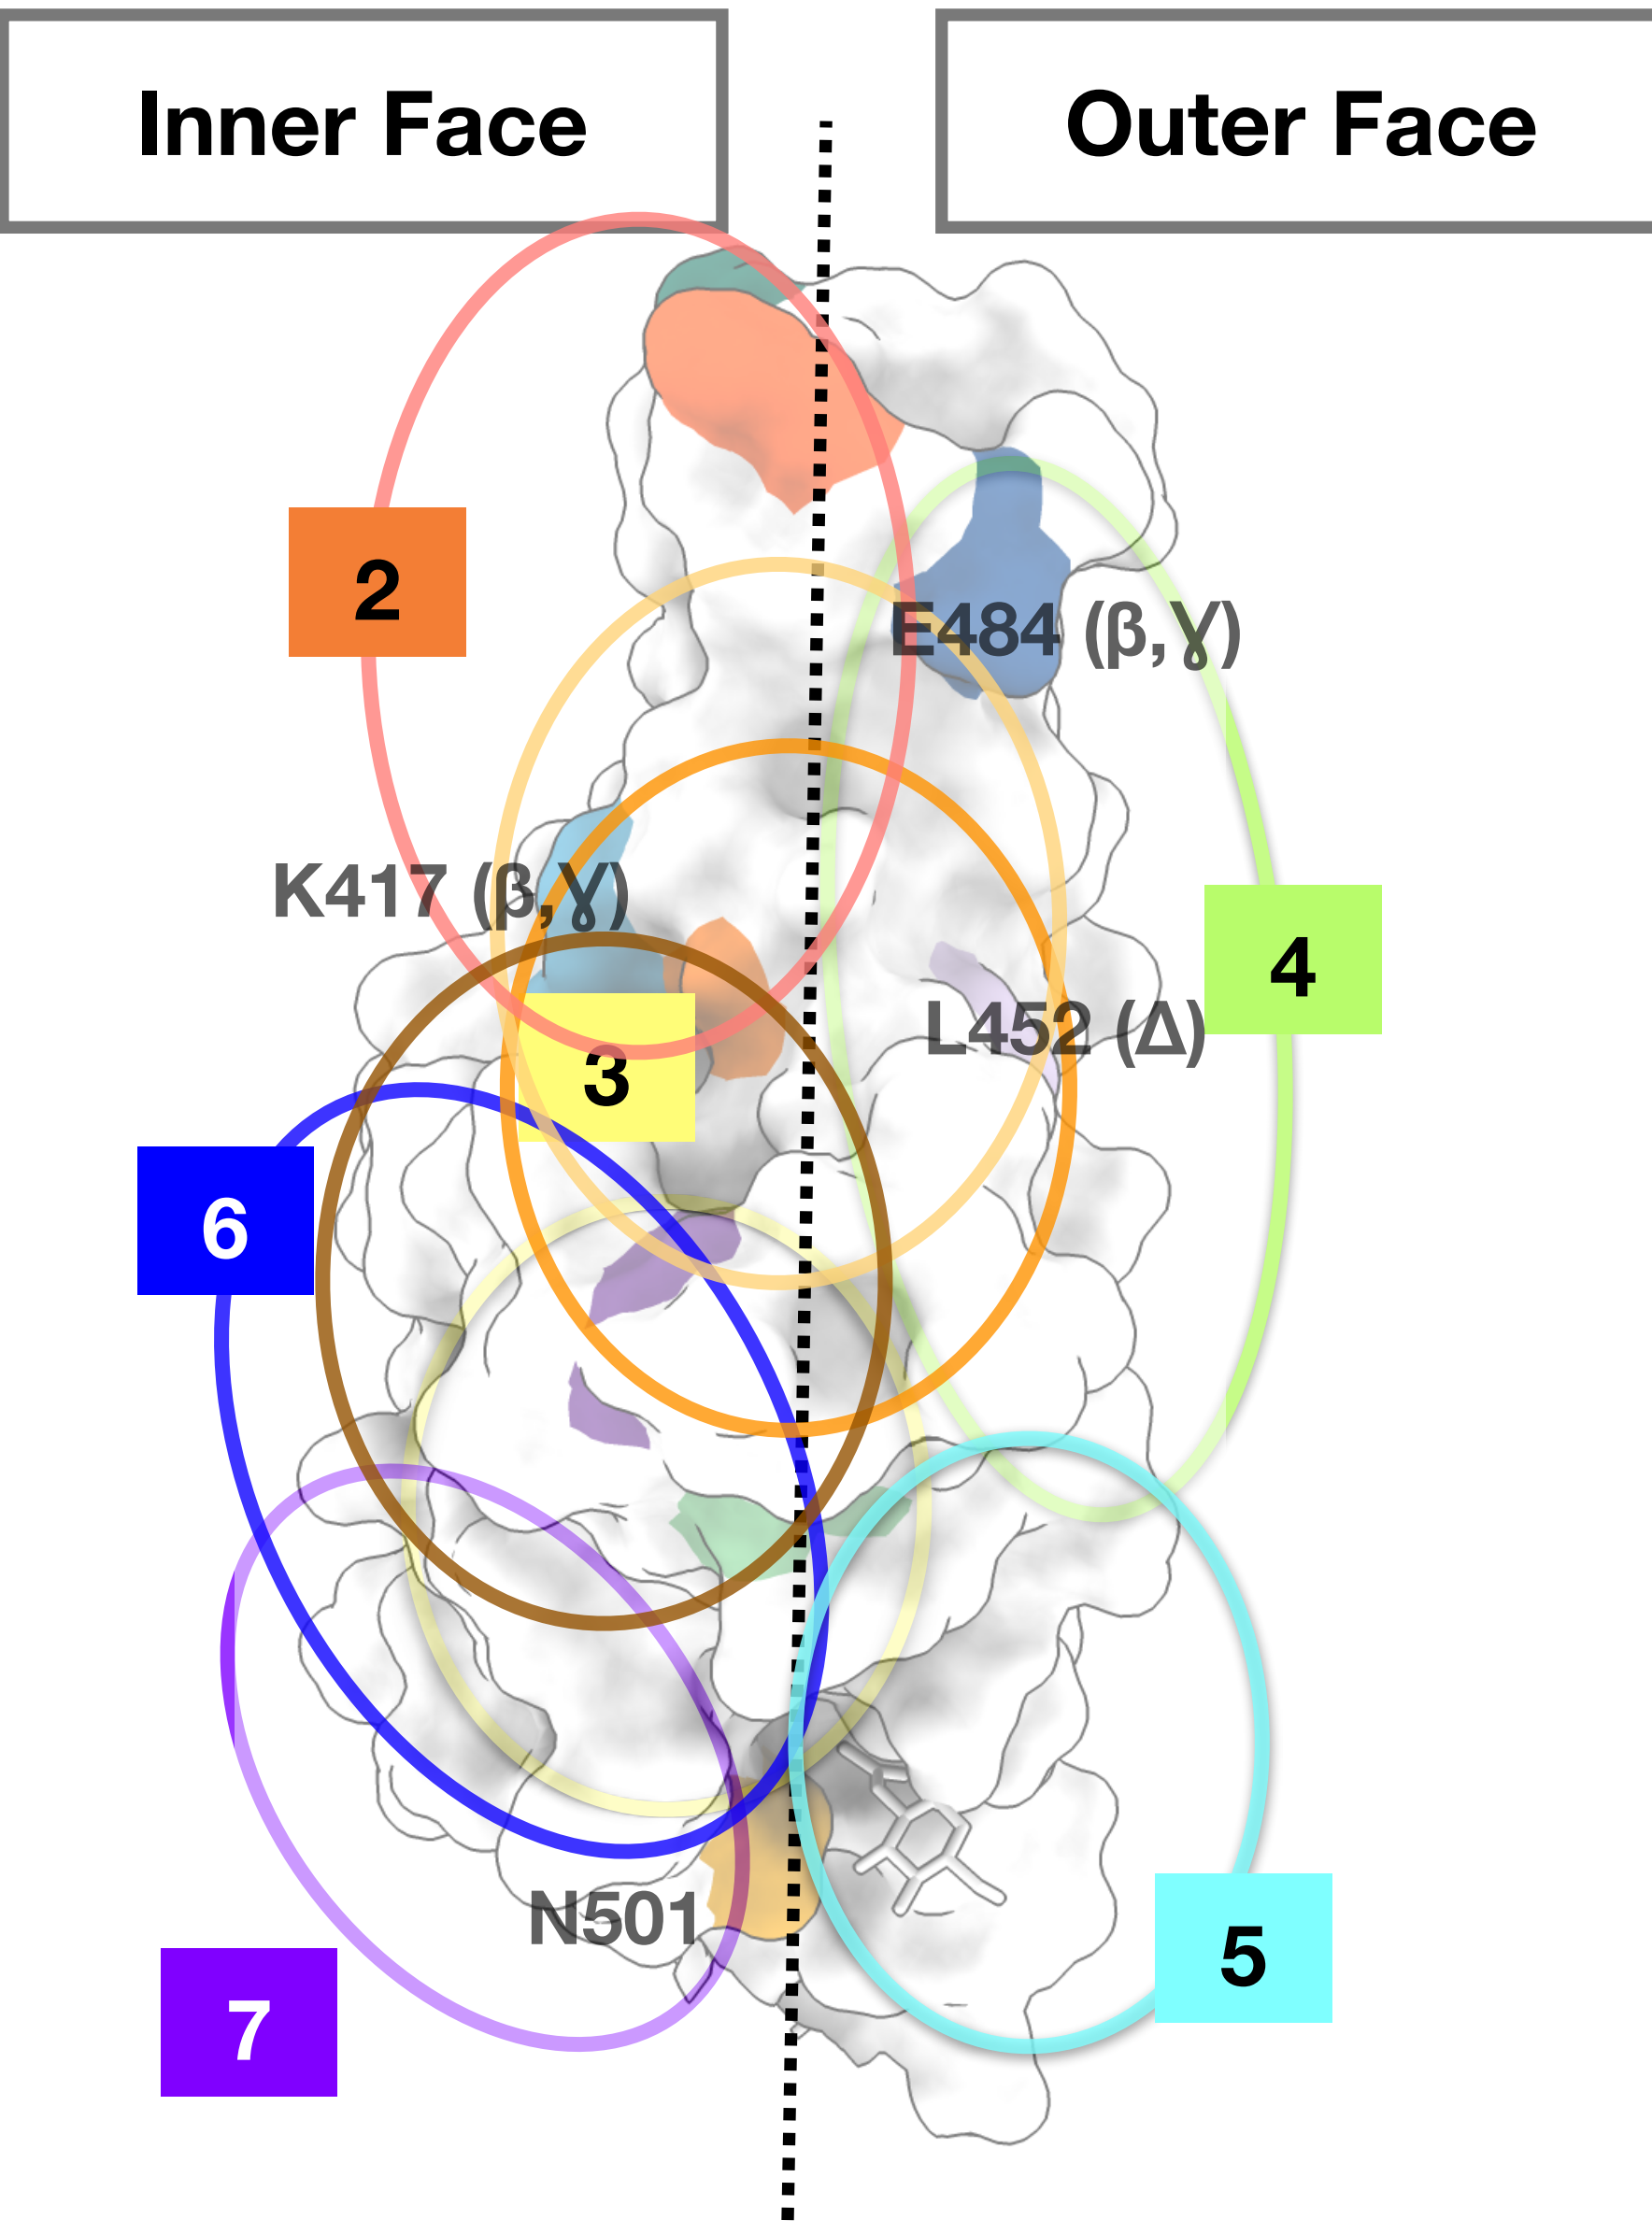 Inner Face
Outer Face
2
E484 (β,ɣ)
K417 (β,ɣ)
4
L452 (Δ)
3
6
N501
5
7